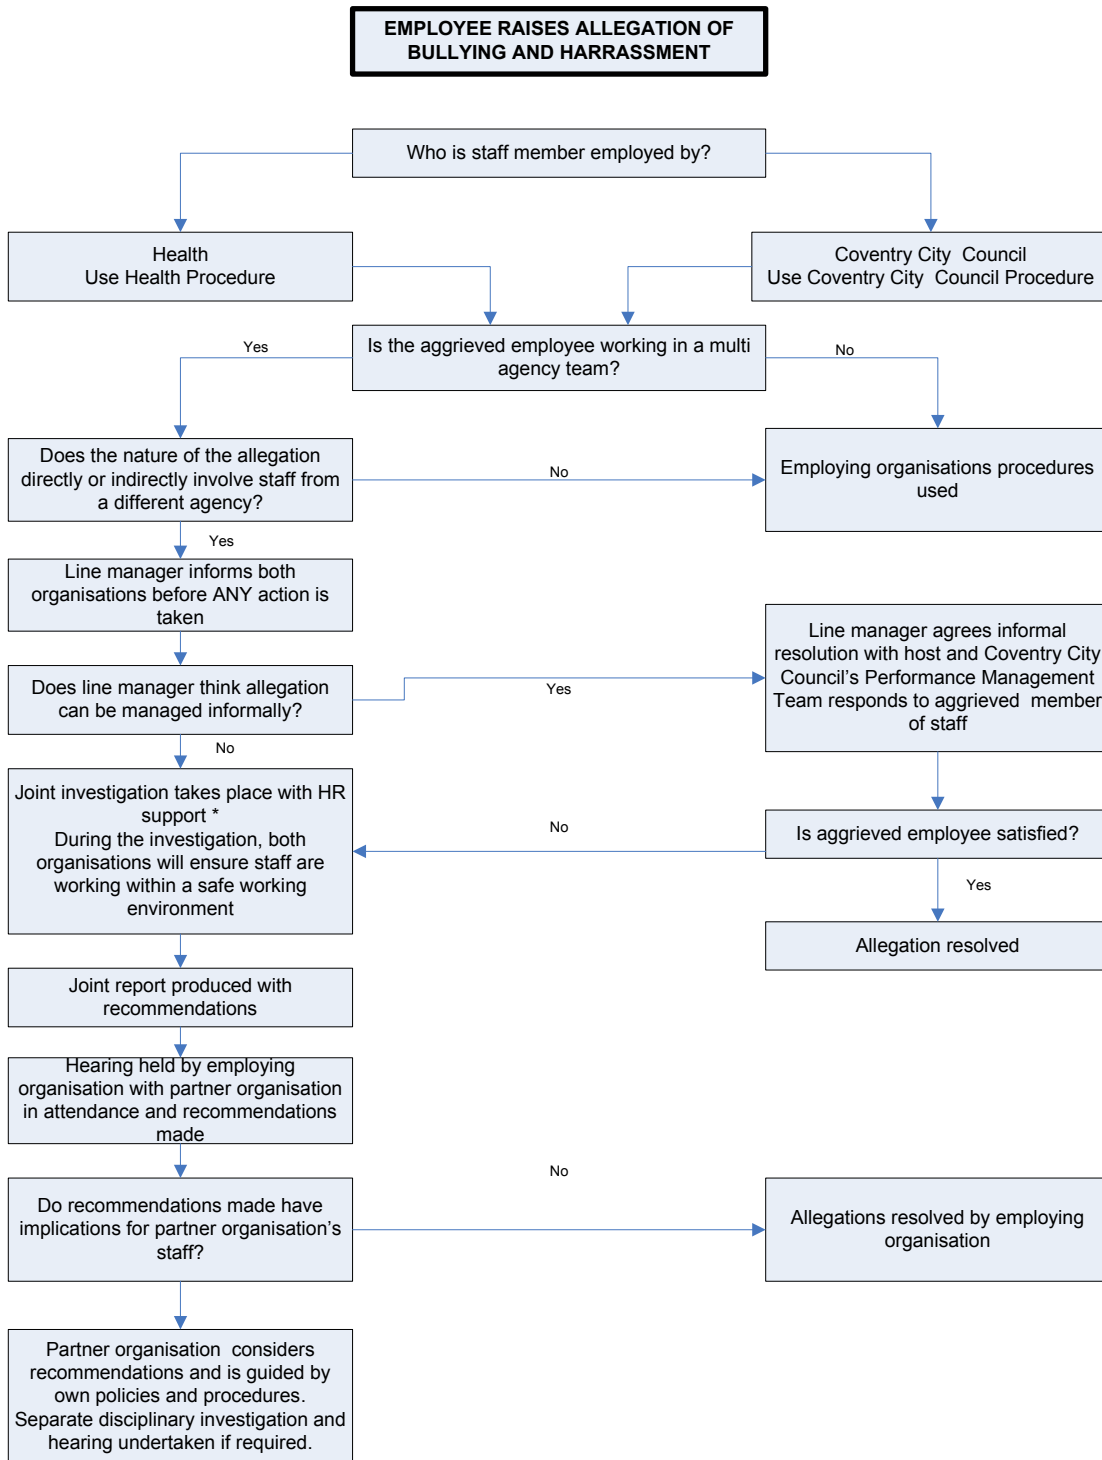 EMPLOYEE RAISES ALLEGATION OF
BULLYING AND HARRASSMENT
Who is staff member employed by?
Health
Use Health Procedure
Coventry City  Council
Use Coventry City  Council Procedure
Is the aggrieved employee working in a multi
agency team?
Yes
No
Does the nature of the allegation
directly or indirectly involve staff from
a different agency?
No
Employing organisations procedures
used
Yes
Line manager informs both
organisations before ANY action is
taken
Line manager agrees informal
resolution with host and Coventry City
Council’s Performance Management
Team responds to aggrieved  member
of staff
Does line manager think allegation
can be managed informally?
Yes
No
Joint investigation takes place with HR
support *
During the investigation, both
organisations will ensure staff are
working within a safe working
environment
No
Is aggrieved employee satisfied?
Yes
Allegation resolved
Joint report produced with
recommendations
Hearing held by employing
organisation with partner organisation
in attendance and recommendations
made
No
Do recommendations made have
implications for partner organisation’s
staff?
Allegations resolved by employing
organisation
Partner organisation  considers
recommendations and is guided by
own policies and procedures.
Separate disciplinary investigation and
hearing undertaken if required.